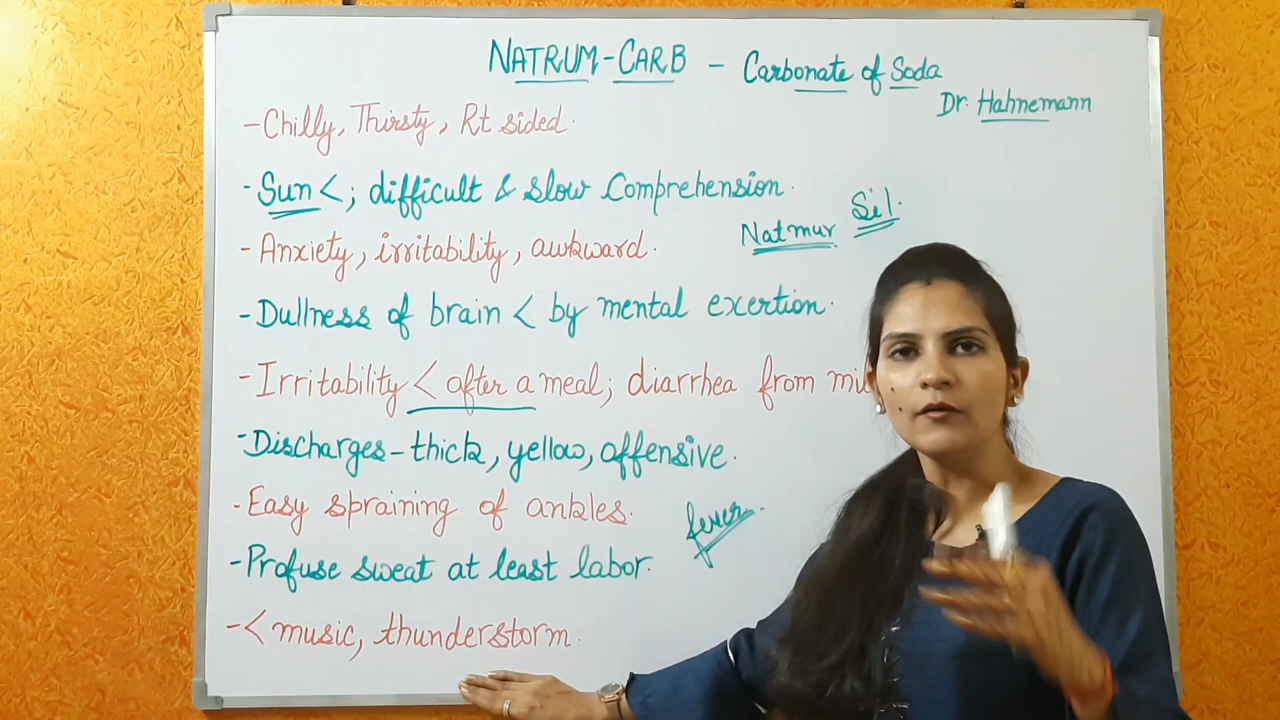 NATRUM-CARB - Carbonate of Soda
Dr. Hahnemann
- Chilly, Thirsty, Rt sided.
- Sun <; difficult & slow Comprehension.
Natmur Sil.
- Anxiety, irritability, awkward.
- Dullness of brain < by mental exertion.
- Irritability < after a meal; diarrhea from
- Discharges - thick, yellow, offensive.
- Easy spraining of ankles.
fever.
- Profuse sweat at least labor.
- < music, thunderstorm.